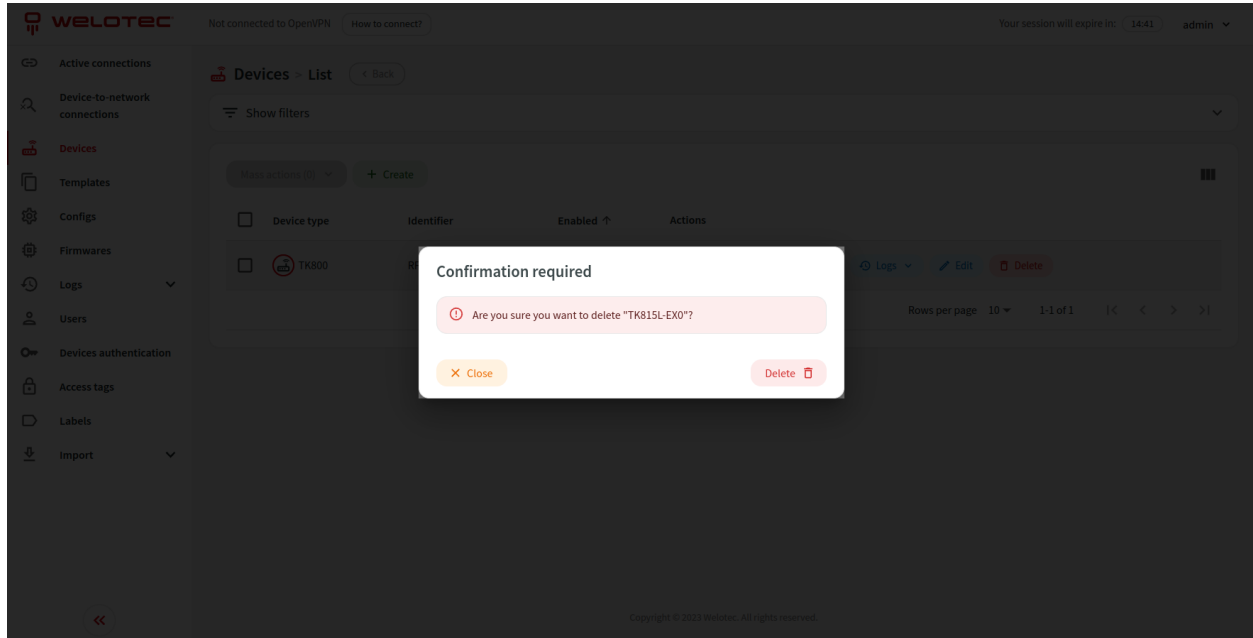 WELOTEC
Not connected to OpenVPN How to connect? Your session will expire in: 14:41 admin
Active connections
Devices > List < Back
Device-to-network
connections
Show filters
Devices
Templates
Mass actions (0) + Create
Configs
Device type Identifier Enabled ↑ Actions
Firmwares
TK800 RE Logs Edit Delete
Logs
Rows per page 10 1-1 of 1
Users
Devices authentication
Access tags
Labels
Import
Confirmation required
Are you sure you want to delete "TK815L-EX0"?
Close Delete
Copyright © 2023 Welotec. All rights reserved.